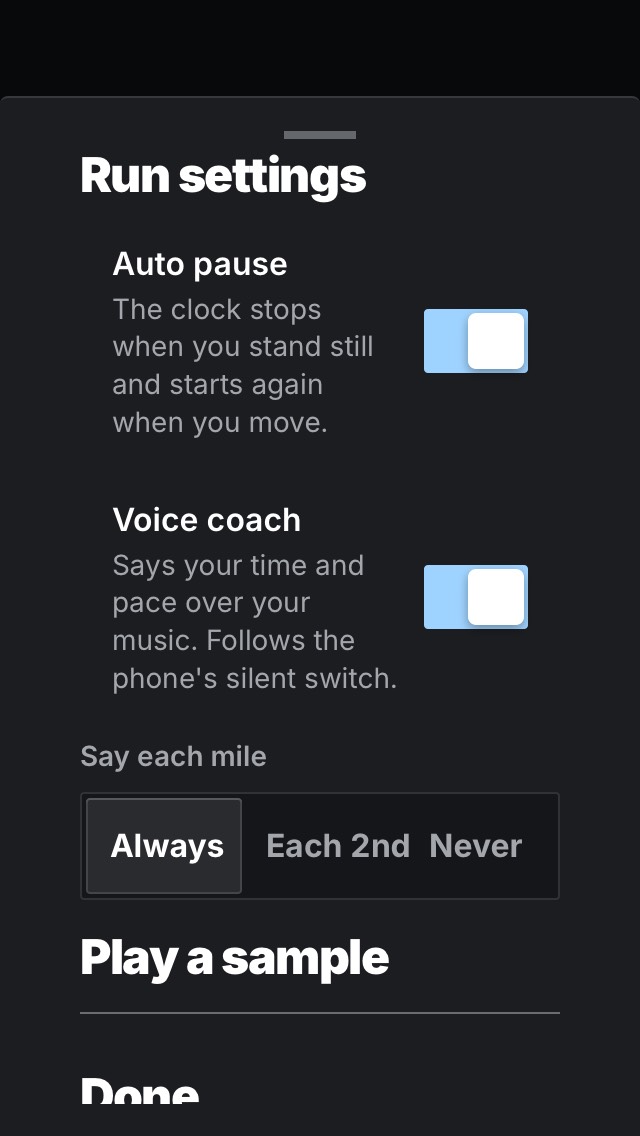 Run settings
Auto pause
The clock stops
when you stand still
and starts again
when you move.
Voice coach
Says your time and
pace over your
music. Follows the
phone's silent switch.
Say each mile
Always Each 2nd Never
Play a sample
Done